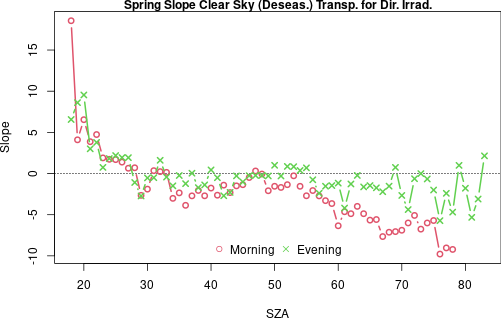 Spring Slope Clear Sky (Deseas.) Transp. for Dir. Irrad.
15
10
5
0
-5
-10
Slope
Morning
Evening
20
30
40
50
60
70
80
SZA